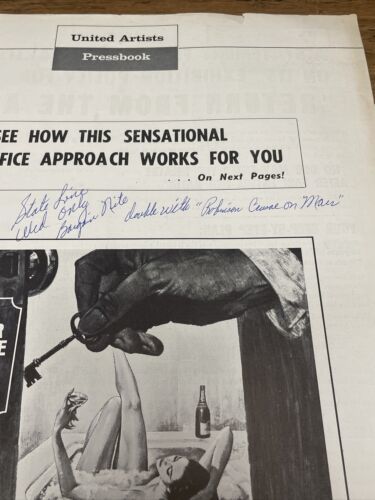 United Artists
Pressbook
SEE HOW THIS SENSATIONAL
FFICE APPROACH WORKS FOR YOU
. . . On Next Pages!
State Line
Wed Only
Bargain Nite
double with "Robinson Crusoe on Mars"